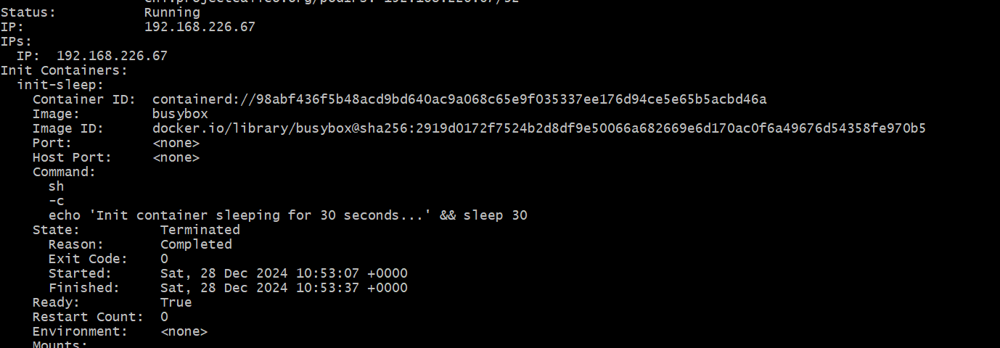 Status:           Running
IP:               192.168.226.67
IPs:
  IP:  192.168.226.67
Init Containers:
  init-sleep:
    Container ID:  containerd://98abf436f5b48acd9bd640ac9a068c65e9f035337ee176d94ce5e65b5acbd46a
    Image:         busybox
    Image ID:      docker.io/library/busybox@sha256:2919d0172f7524b2d8df9e50066a682669e6d170ac0f6a49676d54358fe970b5
    Port:          <none>
    Host Port:     <none>
    Command:
      sh
      -c
      echo 'Init container sleeping for 30 seconds...' && sleep 30
    State:          Terminated
      Reason:       Completed
      Exit Code:    0
      Started:      Sat, 28 Dec 2024 10:53:07 +0000
      Finished:     Sat, 28 Dec 2024 10:53:37 +0000
    Ready:          True
    Restart Count:  0
    Environment:    <none>
    Mounts: